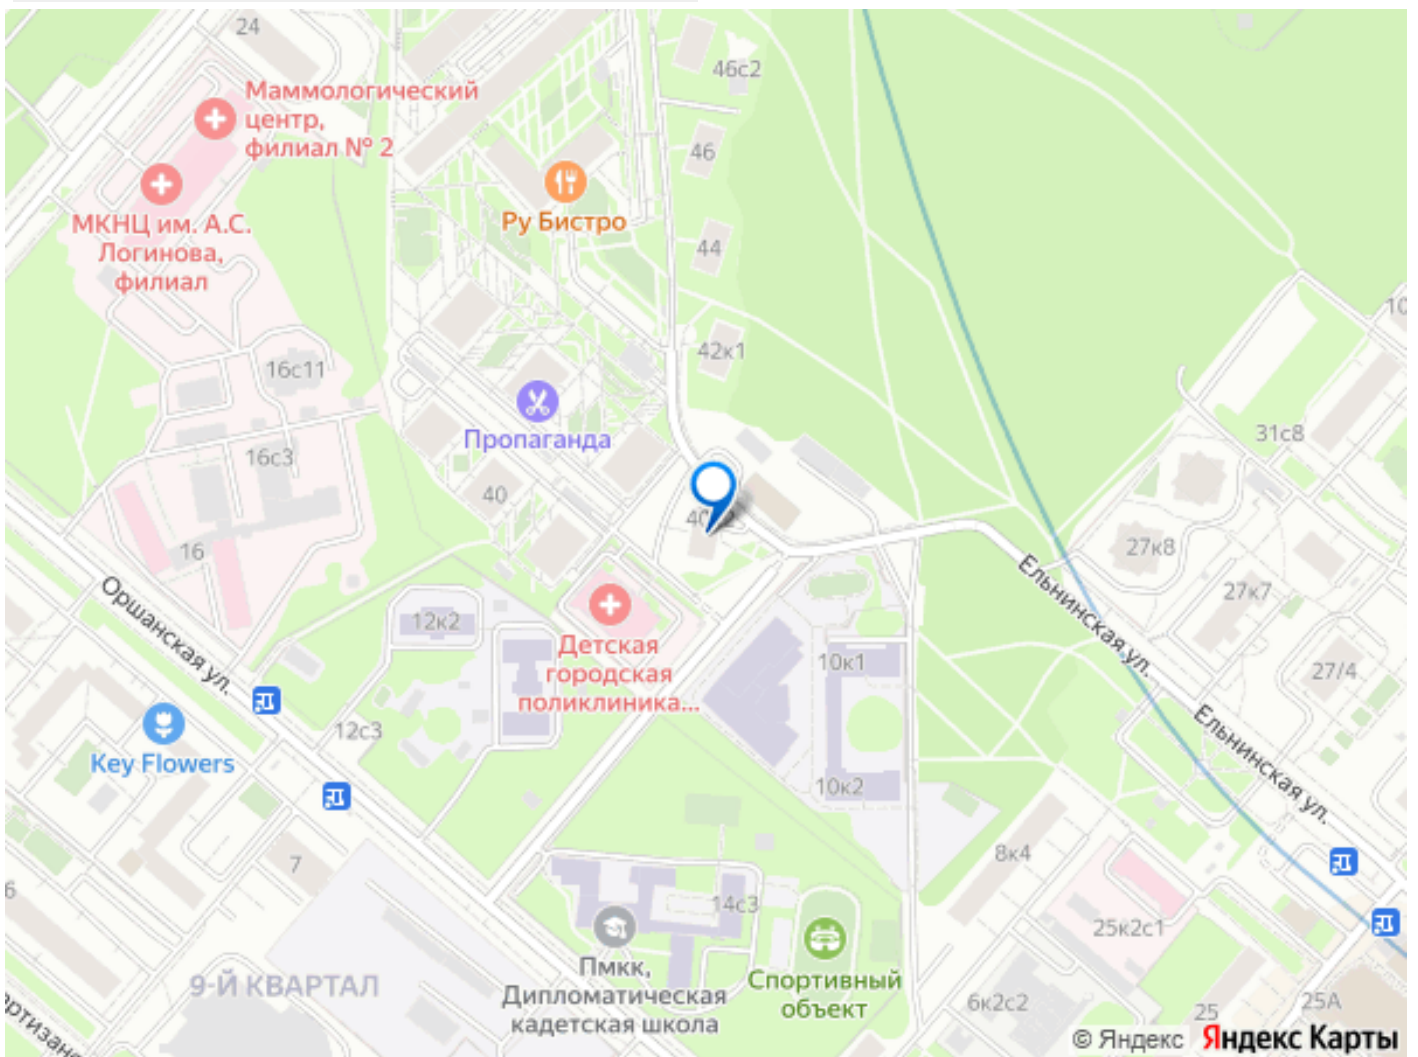 24
46с2
Маммологический
центр,
филиал № 2
46
МКНЦ им. А.С.
Логинова,
филиал
Ру Бистро
44
10
42к1
16с11
Пропаганда
31с8
16с3
40
16
27к8
Ельнинская ул.
27к7
Оршанская ул.
12к2
Детская
городская
поликлиника...
10к1
27/4
12с3
Key Flowers
Ельнинская ул.
10к2
7
8к4
6
14с3
25к2с1
9-Й КВАРТАЛ
Пмкк,
Дипломатическая
кадетская школа
Спортивный
объект
6к2с2
25
25А
© Яндекс Яндекс Карты